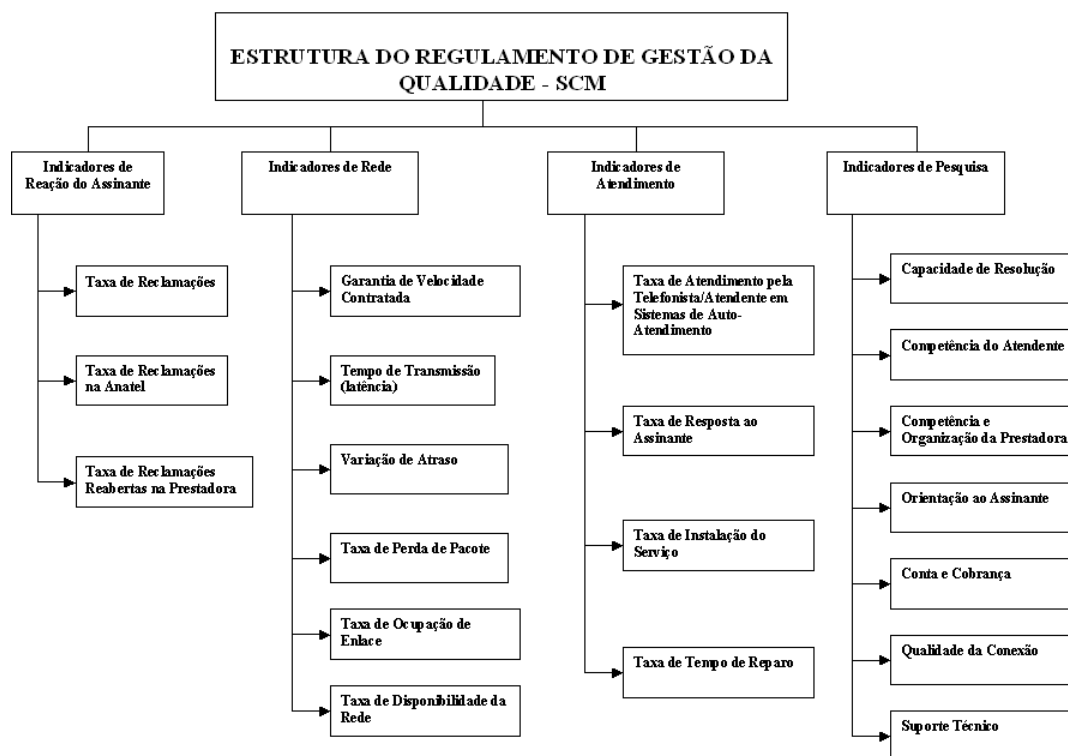 ESTRUTURA DO REGULAMENTO DE GESTÃO DA
QUALIDADE - SCM
Indicadores de
Reação do Assinante
Taxa de Reclamações
Taxa de Reclamações
na Anatel
Taxa de Reclamações
Reabertas na Prestadora
Indicadores de Rede
Garantia de Velocidade
Contratada
Tempo de Transmissão
(latência)
Variação de Atraso
Taxa de Perda de Pacote
Taxa de Ocupação de
Enlace
Taxa de Disponibilidade da
Rede
Indicadores de
Atendimento
Taxa de Atendimento pela
Telefonista/Atendente em
Sistemas de Auto-
Atendimento
Taxa de Resposta ao
Assinante
Taxa de Instalação do
Serviço
Taxa de Tempo de Reparo
Indicadores de Pesquisa
Capacidade de Resolução
Competência do Atendente
Competência e
Organização da Prestadora
Orientação ao Assinante
Conta e Cobrança
Qualidade da Conexão
Suporte Técnico